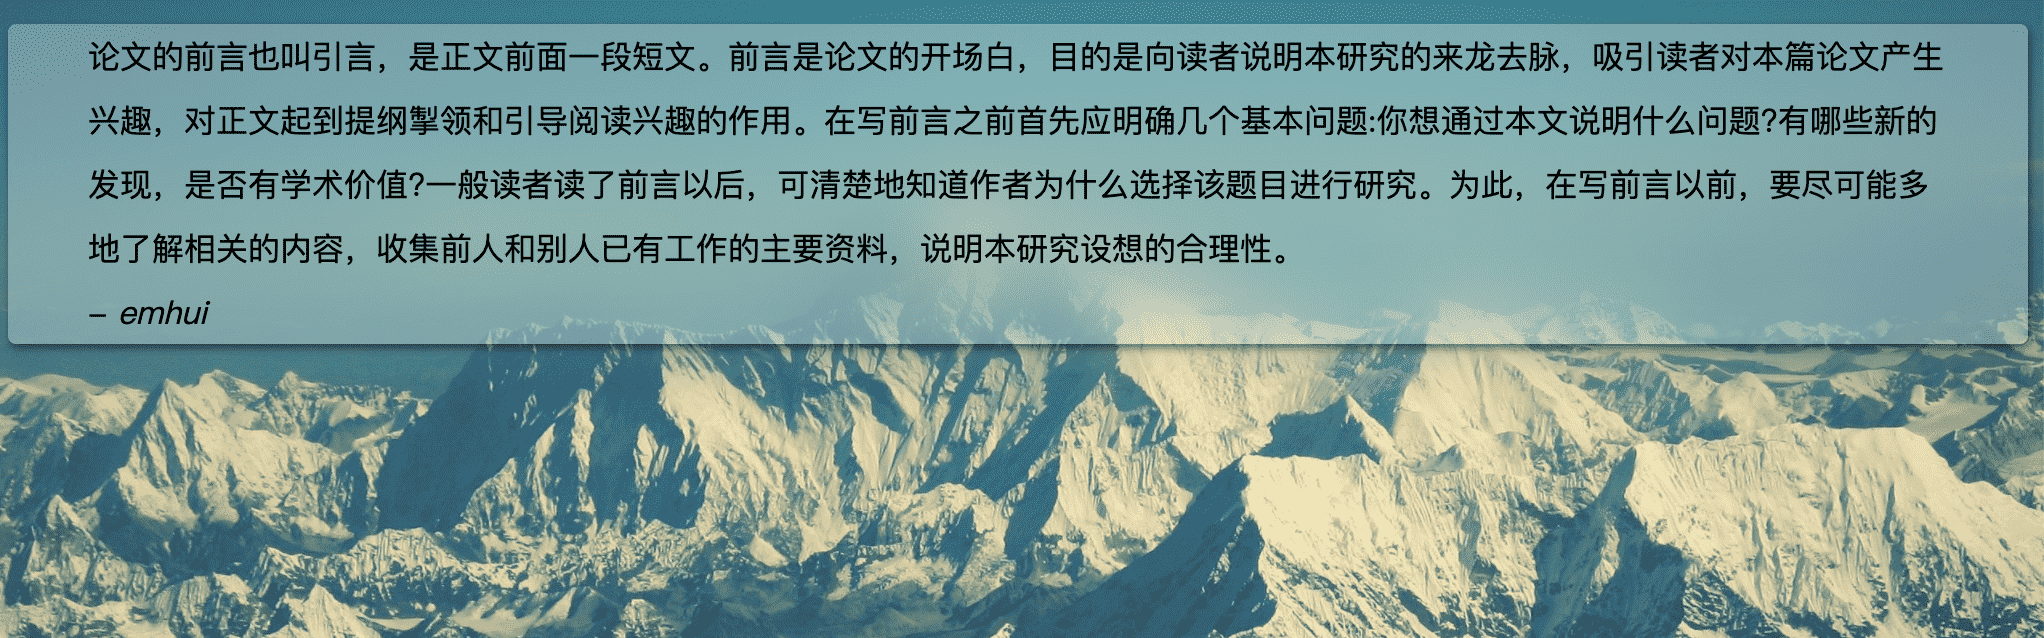 论文的前言也叫引言，是正文前面一段短文。前言是论文的开场白，目的是向读者说明本研究的来龙去脉，吸引读者对本篇论文产生
兴趣，对正文起到提纲掣领和引导阅读兴趣的作用。在写前言之前首先应明确几个基本问题:你想通过本文说明什么问题?有哪些新的
发现，是否有学术价值?一般读者读了前言以后，可清楚地知道作者为什么选择该题目进行研究。为此，在写前言以前，要尽可能多
地了解相关的内容，收集前人和别人已有工作的主要资料，说明本研究设想的合理性。
– emhui